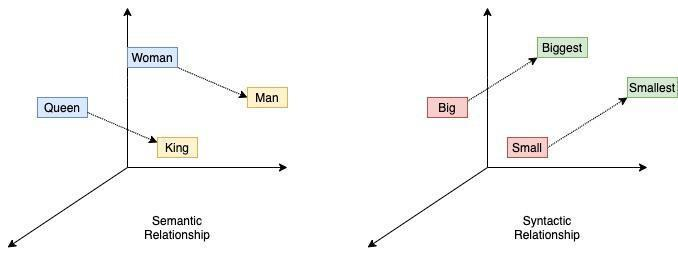 Woman
Man
Queen
King
Semantic
Relationship
Biggest
Smallest
Big
Small
Syntactic
Relationship